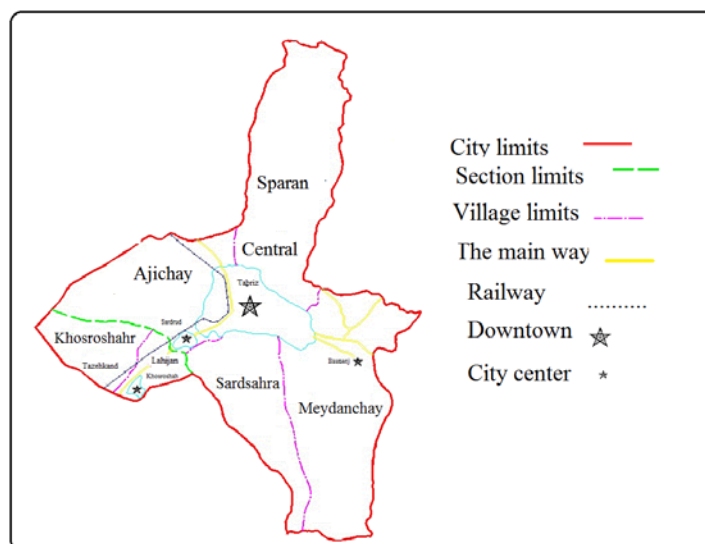 Sparan
Central
Tabriz
Ajichay
Sardrud
Khosroshahr
Lahijan
Tazehkand
Khosroshah
Sardsahra
Meydanchay
City limits
Section limits
Village limits
The main way
Railway
Downtown
City center